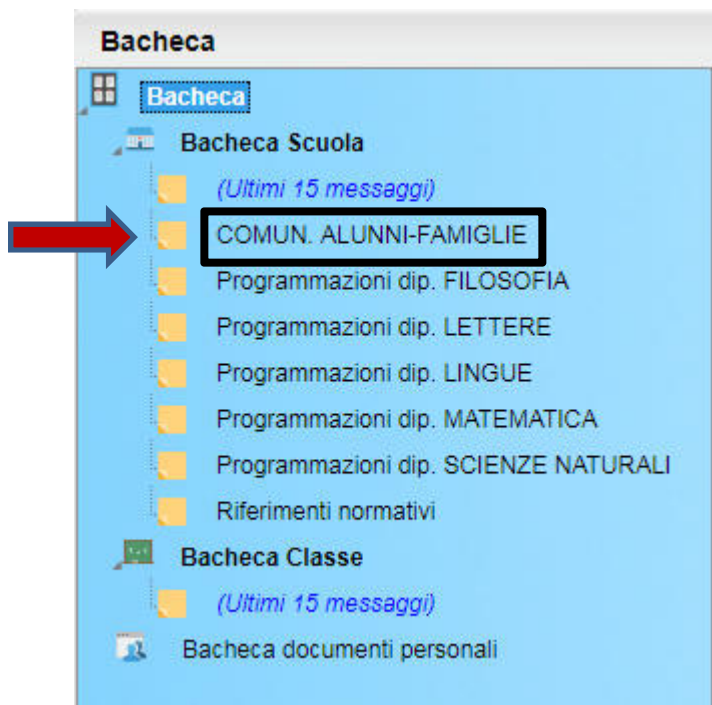 Bacheca
Bacheca
Bacheca Scuola
(Ultimi 15 messaggi)
COMUN. ALUNNI-FAMIGLIE
Programmazioni dip. FILOSOFIA
Programmazioni dip. LETTERE
Programmazioni dip. LINGUE
Programmazioni dip. MATEMATICA
Programmazioni dip. SCIENZE NATURALI
Riferimenti normativi
Bacheca Classe
(Ultimi 15 messaggi)
Bacheca documenti personali